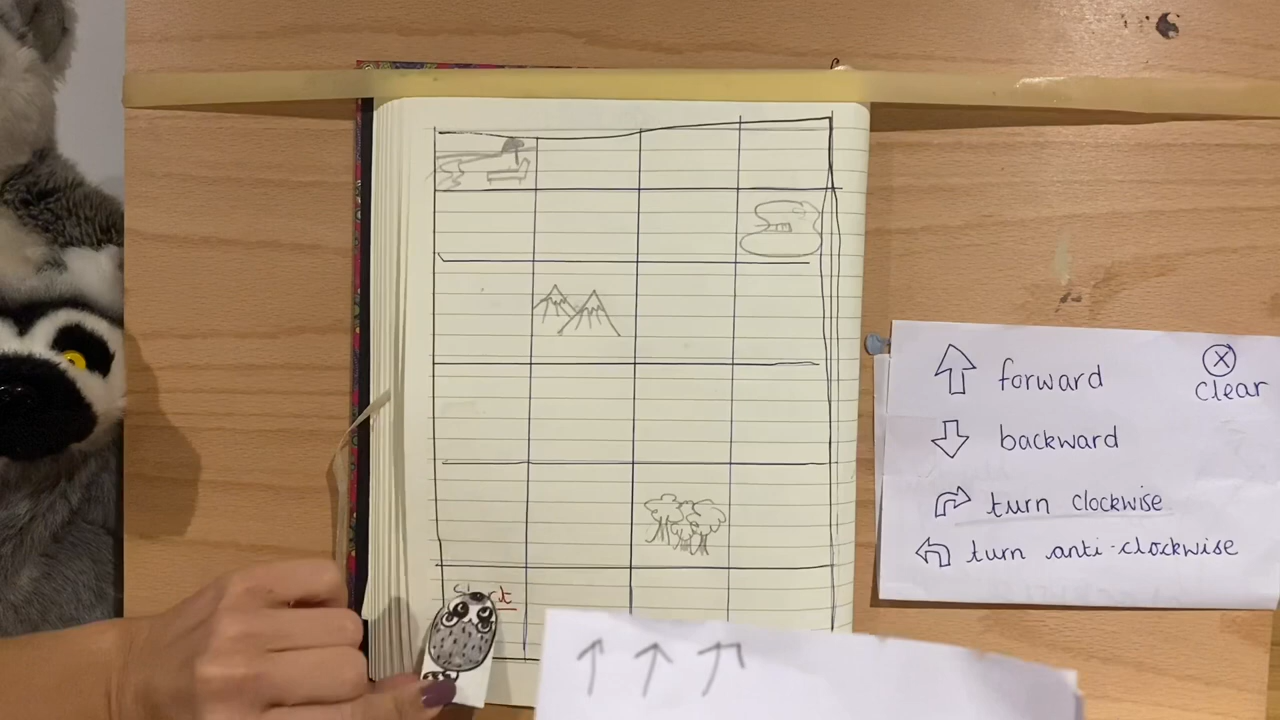 forward
clear
backward
turn clockwise
turn anti-clockwise